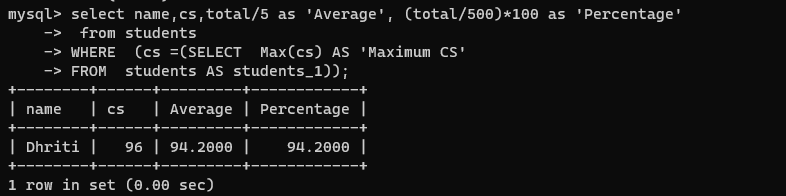 mysql> select name,cs,total/5 as 'Average', (total/500)*100 as 'Percentage'
    ->  from students
    -> WHERE  (cs =(SELECT  Max(cs) AS 'Maximum CS'
    -> FROM  students AS students_1));
+--------+------+---------+------------+
| name   | cs   | Average | Percentage |
+--------+------+---------+------------+
| Dhriti |   96 | 94.2000 |    94.2000 |
+--------+------+---------+------------+
1 row in set (0.00 sec)